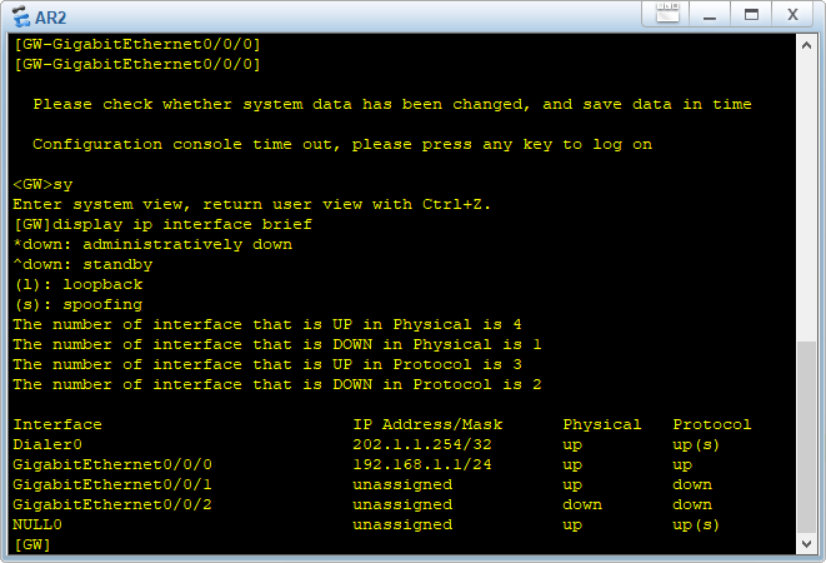 AR2
[GW-GigabitEthernet0/0/0]
[GW-GigabitEthernet0/0/0]
Please check whether system data has been changed, and save data in time
Configuration console time out, please press any key to log on
<GW>sy
Enter system view, return user view with Ctrl+Z.
[GW]display ip interface brief
*down: administratively down
^down: standby
(l): loopback
(s): spoofing
The number of interface that is UP in Physical is 4
The number of interface that is DOWN in Physical is 1
The number of interface that is UP in Protocol is 3
The number of interface that is DOWN in Protocol is 2
Interface IP Address/Mask Physical Protocol
Dialer0 202.1.1.254/32 up up(s)
GigabitEthernet0/0/0 192.168.1.1/24 up up
GigabitEthernet0/0/1 unassigned up down
GigabitEthernet0/0/2 unassigned down down
NULL0 unassigned up up(s)
[GW]